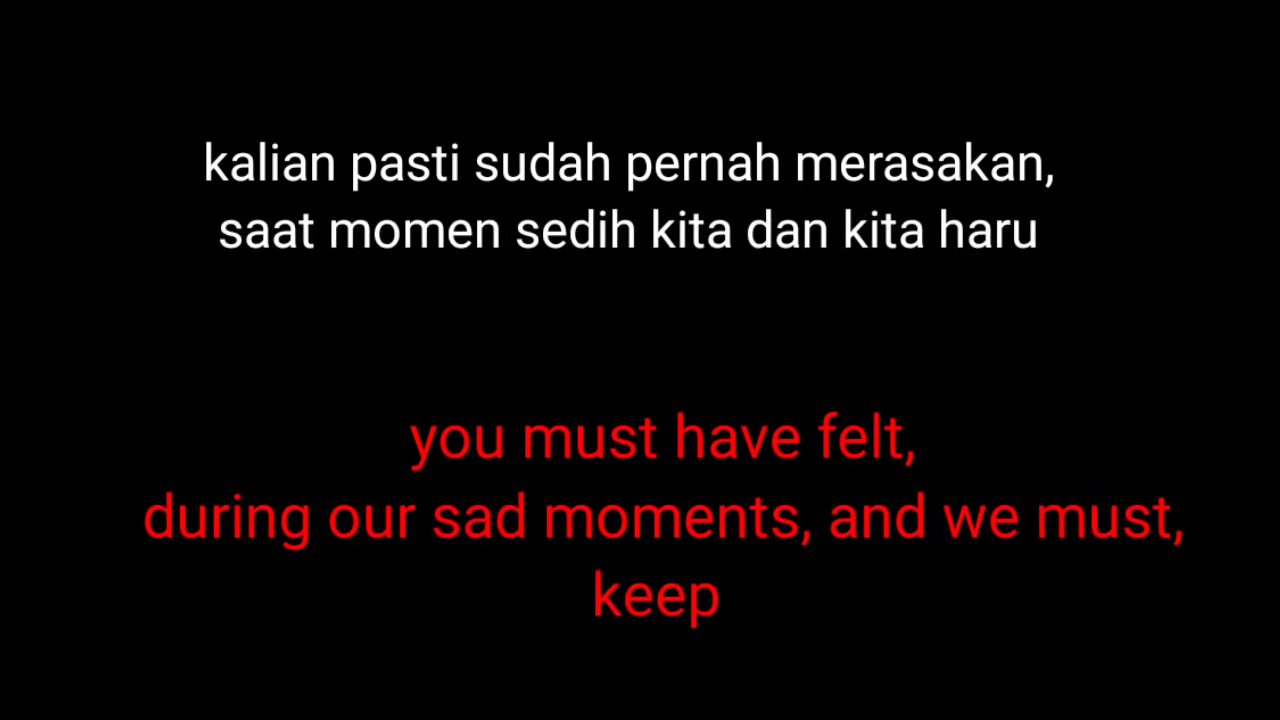 kalian pasti sudah pernah merasakan,
saat momen sedih kita dan kita haru
you must have felt,
during our sad moments, and we must,
keep